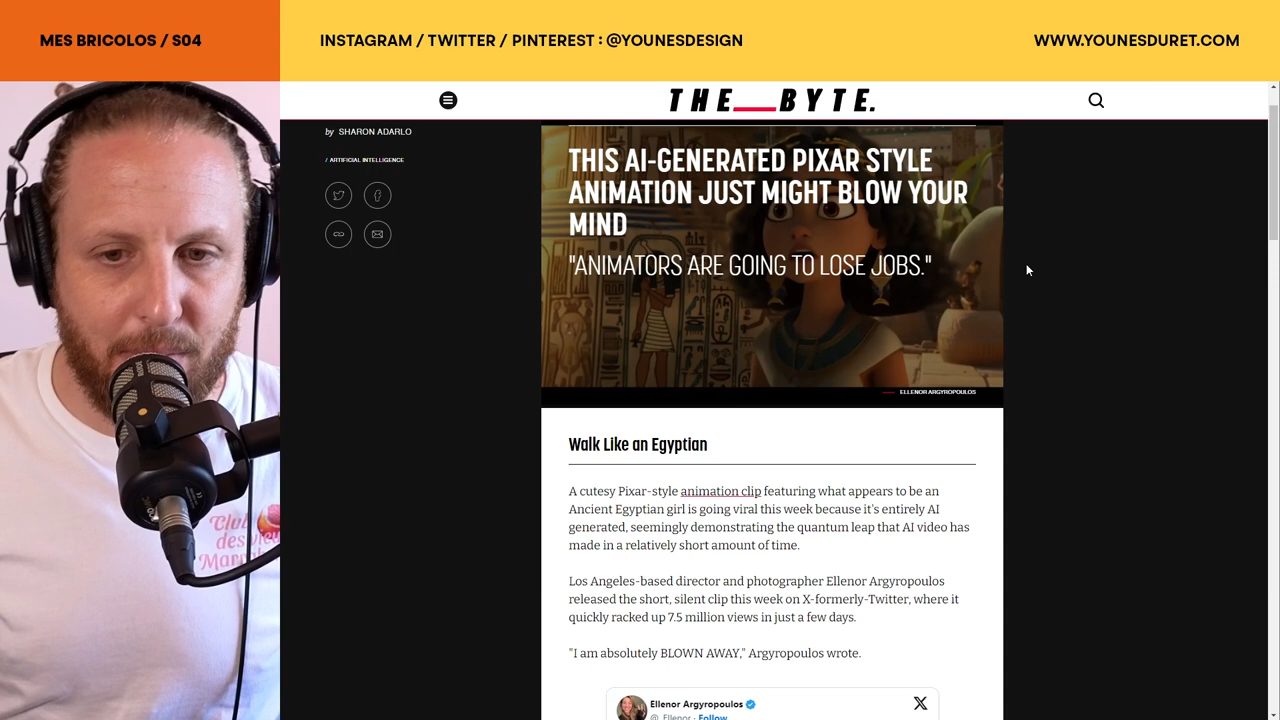 MES BRICOLOS / S04
INSTAGRAM / TWITTER / PINTEREST : @YOUNESDESIGN
WWW.YOUNESDURET.COM
THE__BYTE.
by SHARON ADARLO
/ ARTIFICIAL INTELLIGENCE
THIS AI-GENERATED PIXAR STYLE
ANIMATION JUST MIGHT BLOW YOUR
MIND
"ANIMATORS ARE GOING TO LOSE JOBS."
ELLENOR ARGYROPOULOS
Walk Like an Egyptian
A cutesy Pixar-style animation clip featuring what appears to be an
Ancient Egyptian girl is going viral this week because it's entirely AI
generated, seemingly demonstrating the quantum leap that AI video has
made in a relatively short amount of time.
Los Angeles-based director and photographer Ellenor Argyropoulos
released the short, silent clip this week on X-formerly-Twitter, where it
quickly racked up 7.5 million views in just a few days.
"I am absolutely BLOWN AWAY," Argyropoulos wrote.
Ellenor Argyropoulos
@_Ellenor · Follow
Club
des vieux